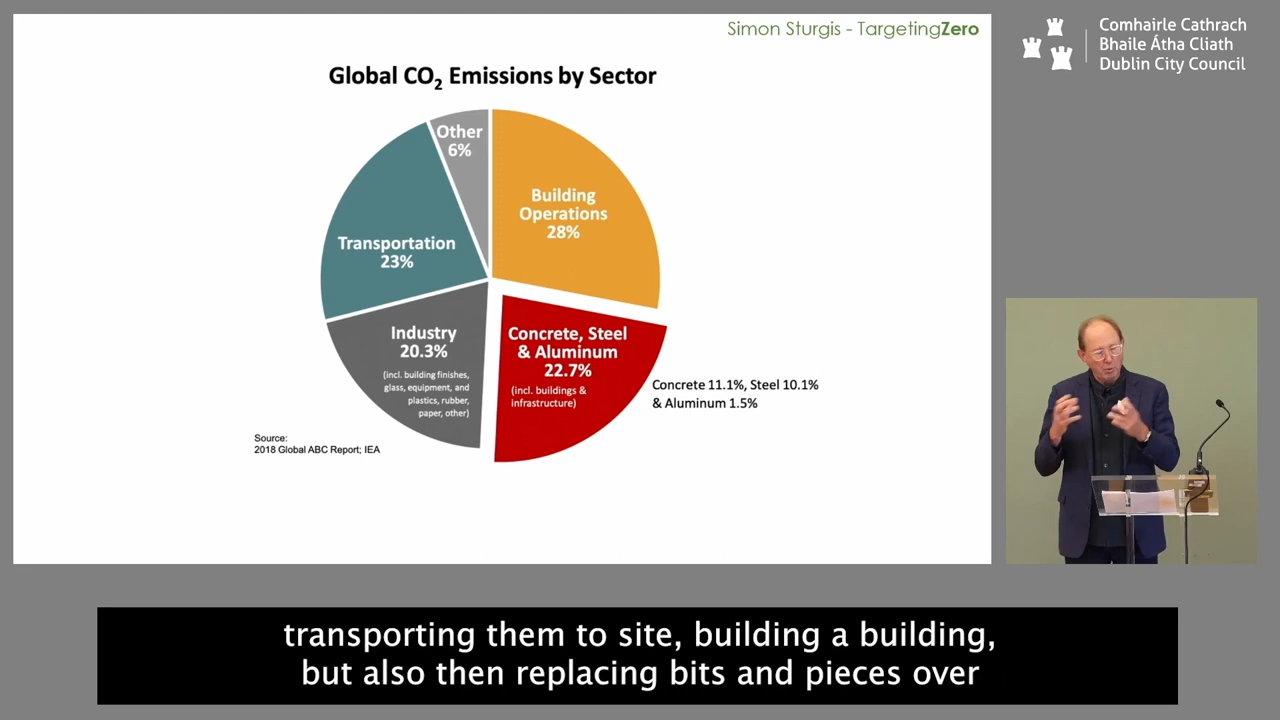 Simon Sturgis - TargetingZero
Comhairle Cathrach
Bhaile Átha Cliath
Dublin City Council
Global CO₂ Emissions by Sector
Other
6%
Building
Operations
28%
Transportation
23%
Industry
20.3%
(incl. building finishes,
glass, equipment, and
plastics, rubber,
paper, other)
Concrete, Steel
& Aluminum
22.7%
(incl. buildings &
infrastructure)
Concrete 11.1%, Steel 10.1%
& Aluminum 1.5%
Source:
2018 Global ABC Report; IEA
transporting them to site, building a building,
but also then replacing bits and pieces over